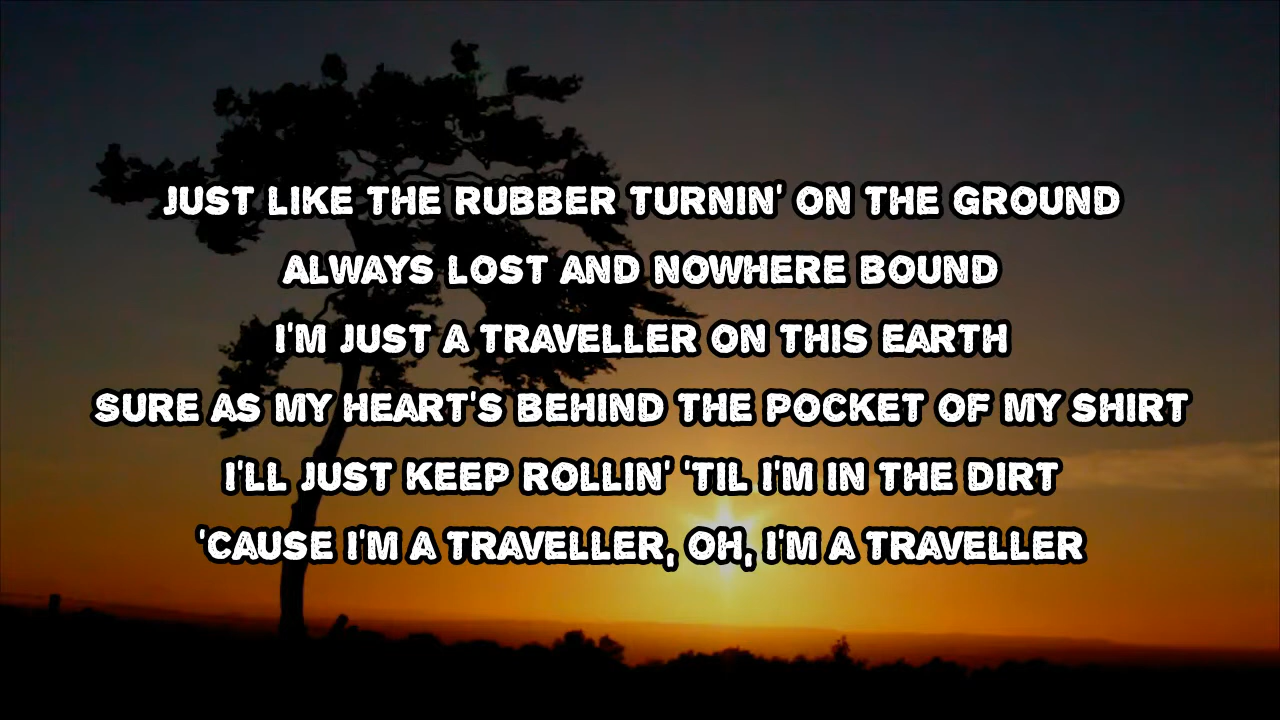 JUST LIKE THE RUBBER TURNIN' ON THE GROUND
ALWAYS LOST AND NOWHERE BOUND
I'M JUST A TRAVELLER ON THIS EARTH
SURE AS MY HEART'S BEHIND THE POCKET OF MY SHIRT
I'LL JUST KEEP ROLLIN' 'TIL I'M IN THE DIRT
'CAUSE I'M A TRAVELLER, OH, I'M A TRAVELLER